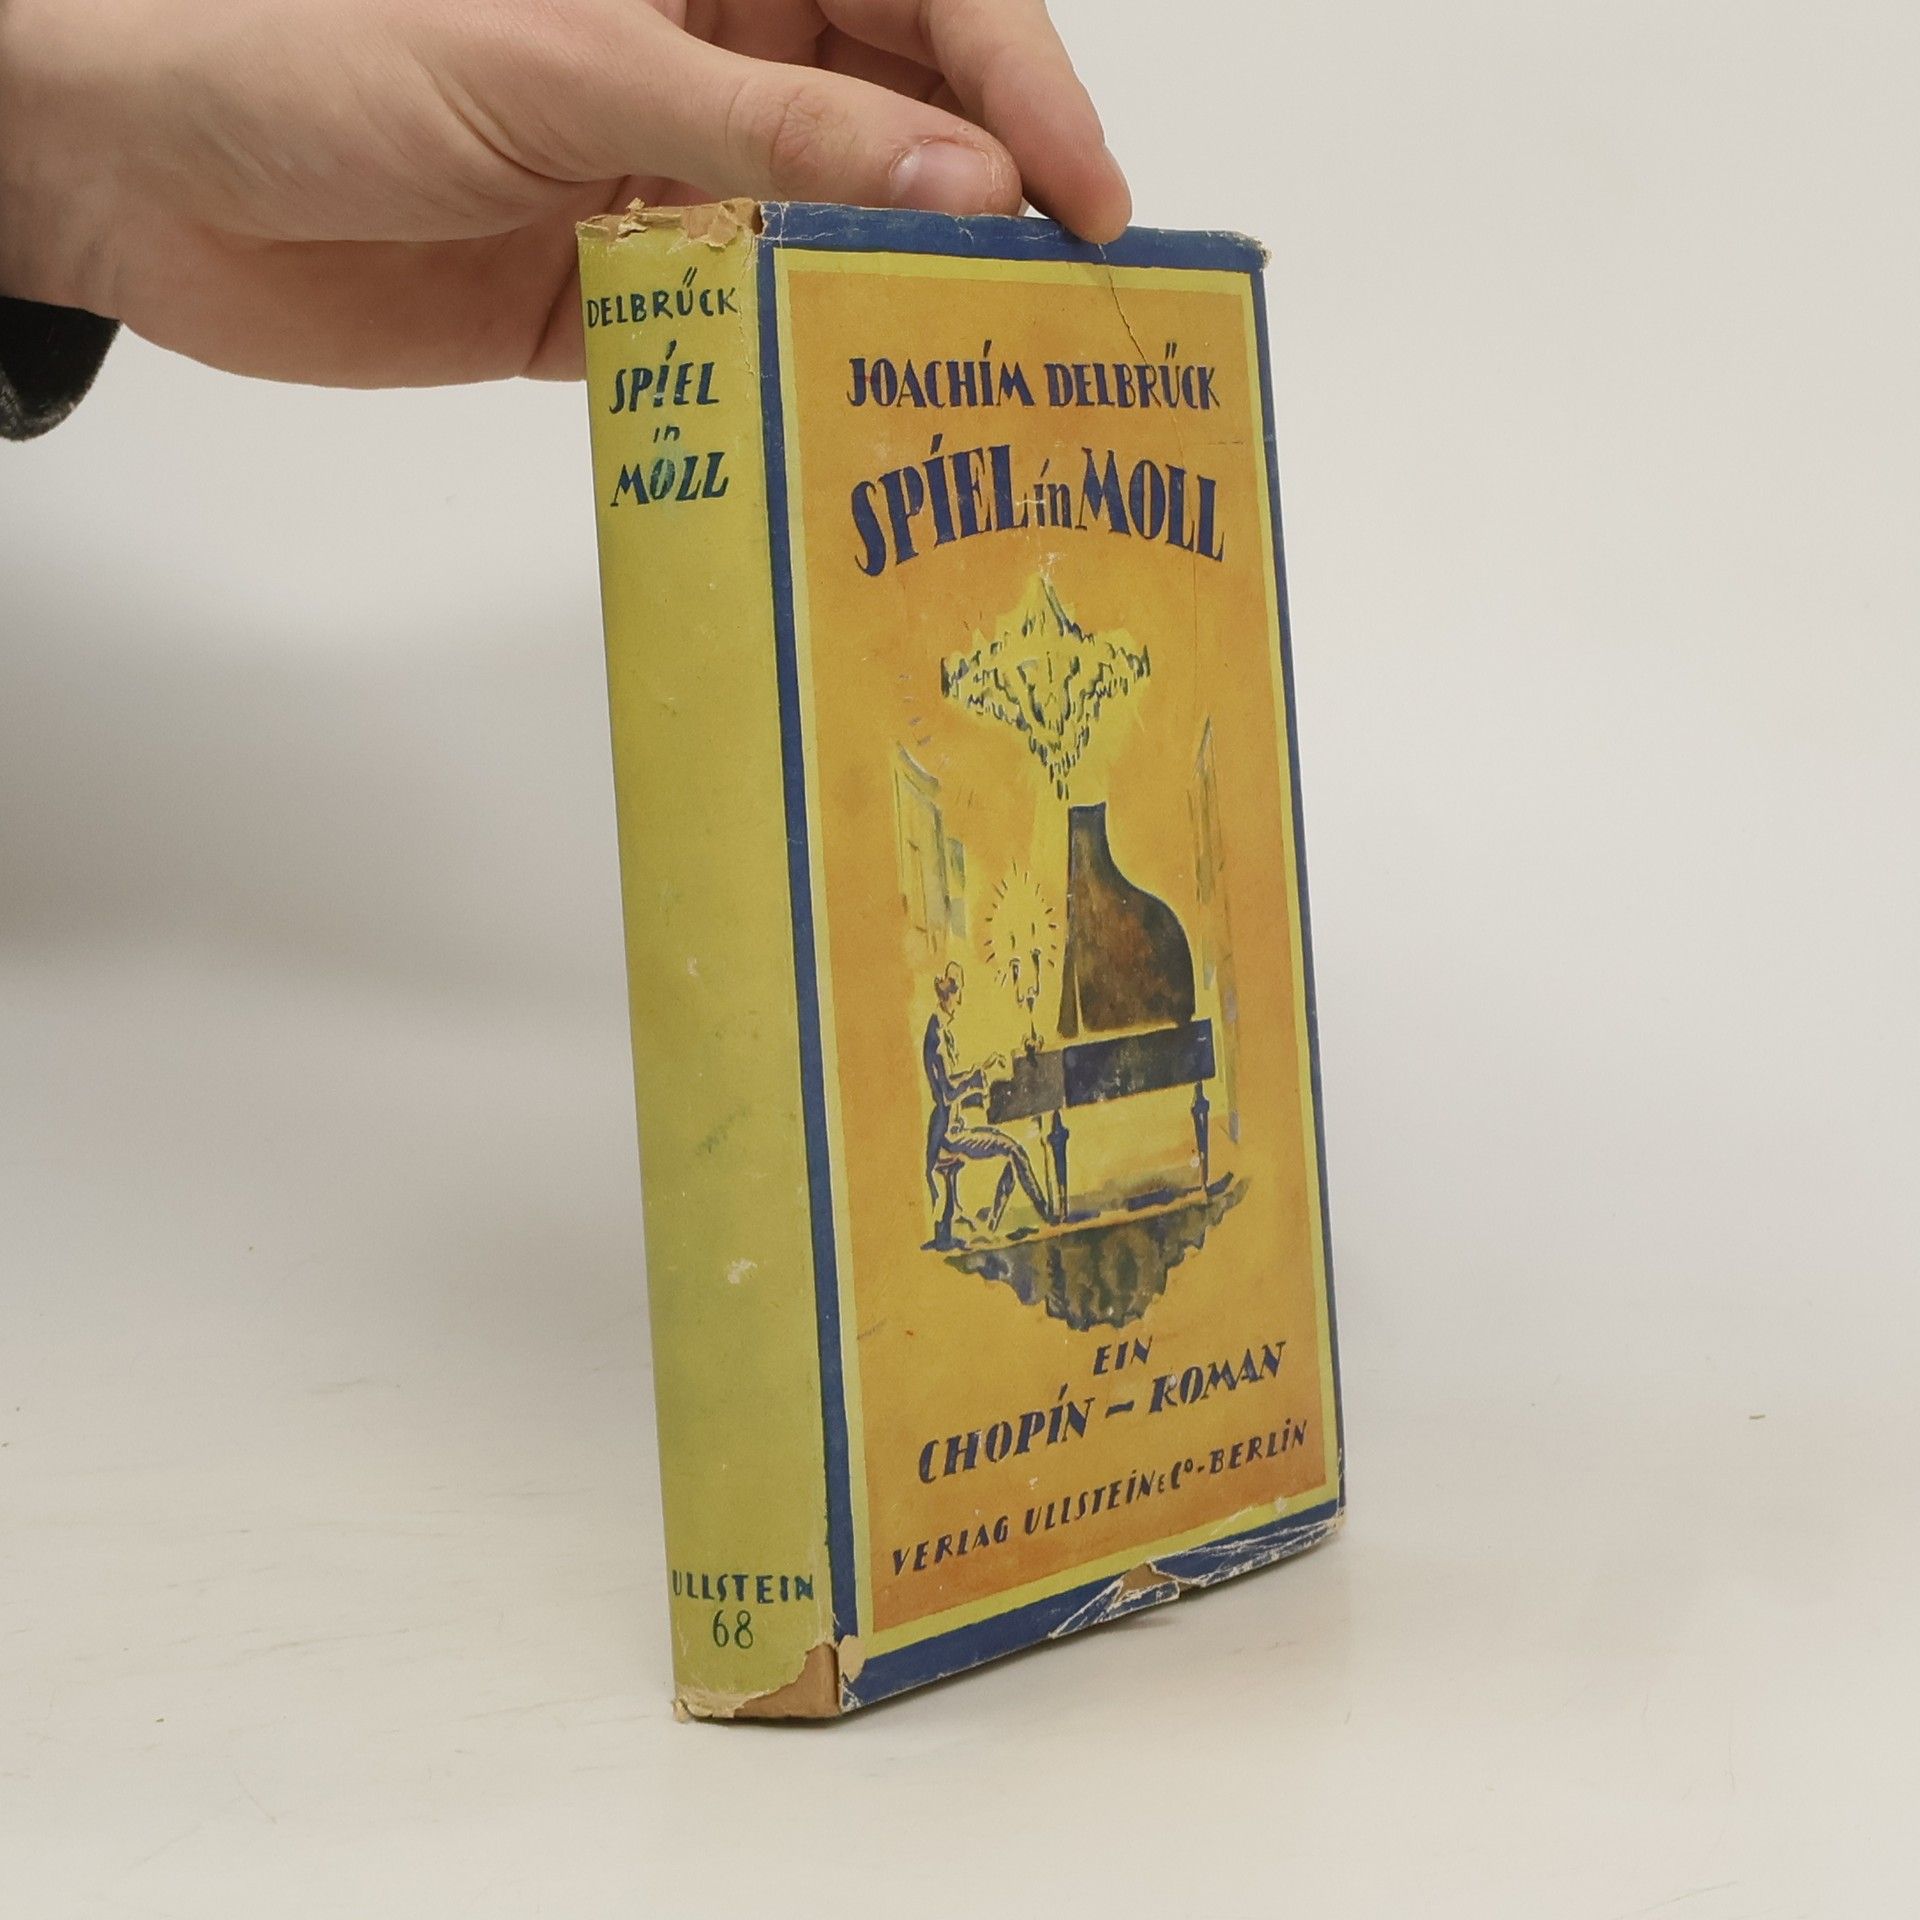 DELBRÜCK
SPIEL
in
MOLL
ULLSTEIN
68
JOACHIM DELBRÜCK
SPIEL in MOLL
EIN
CHOPIN - ROMAN
VERLAG ULLSTEIN & Cº - BERLIN